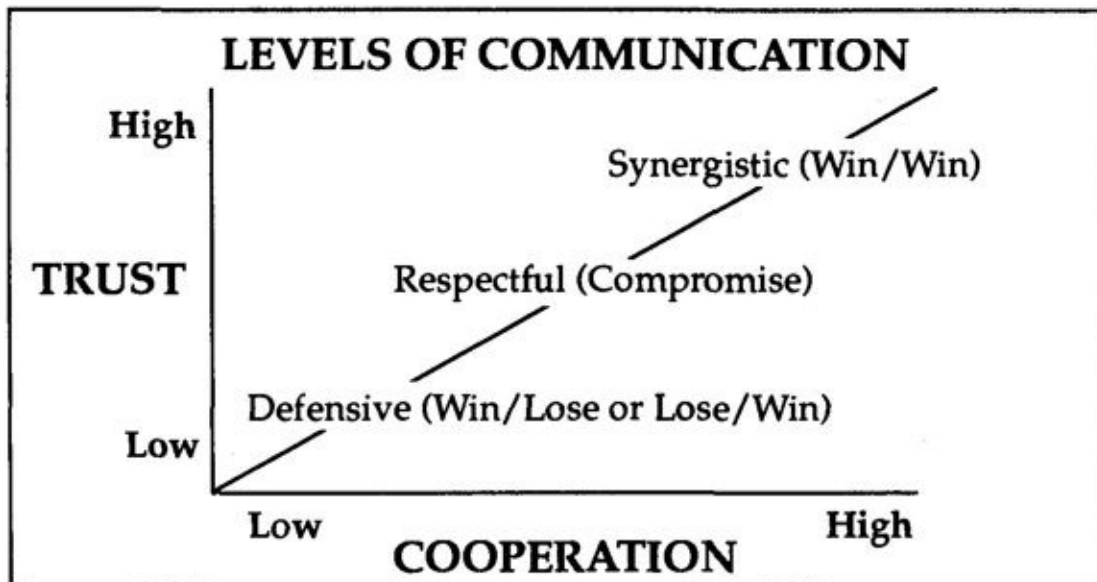 LEVELS OF COMMUNICATION
High
Synergistic (Win/Win)
TRUST
Respectful (Compromise)
Defensive (Win/Lose or Lose/Win)
Low
Low
High
COOPERATION